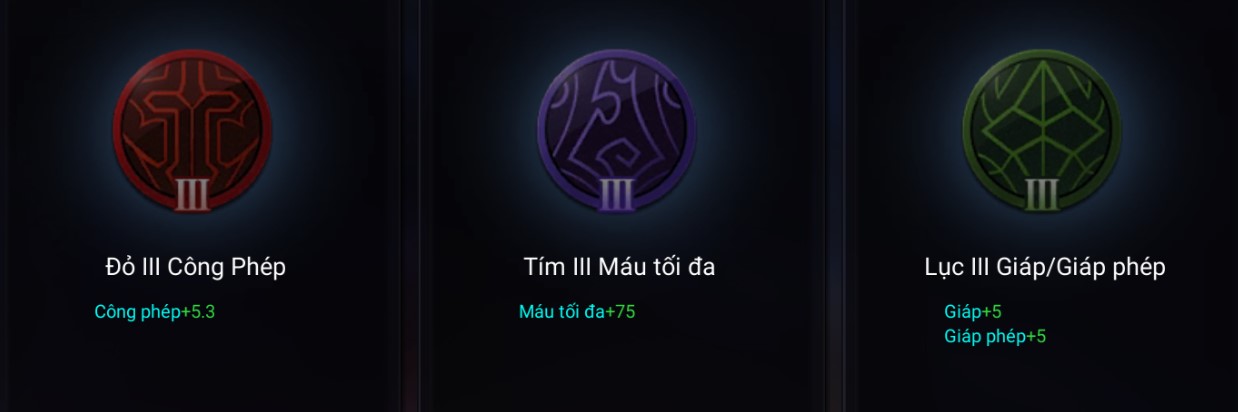 III
Đỏ III Công Phép
Công phép+5.3
III
Tím III Máu tối đa
Máu tối đa+75
III
Lục III Giáp/Giáp phép
Giáp+5
Giáp phép+5